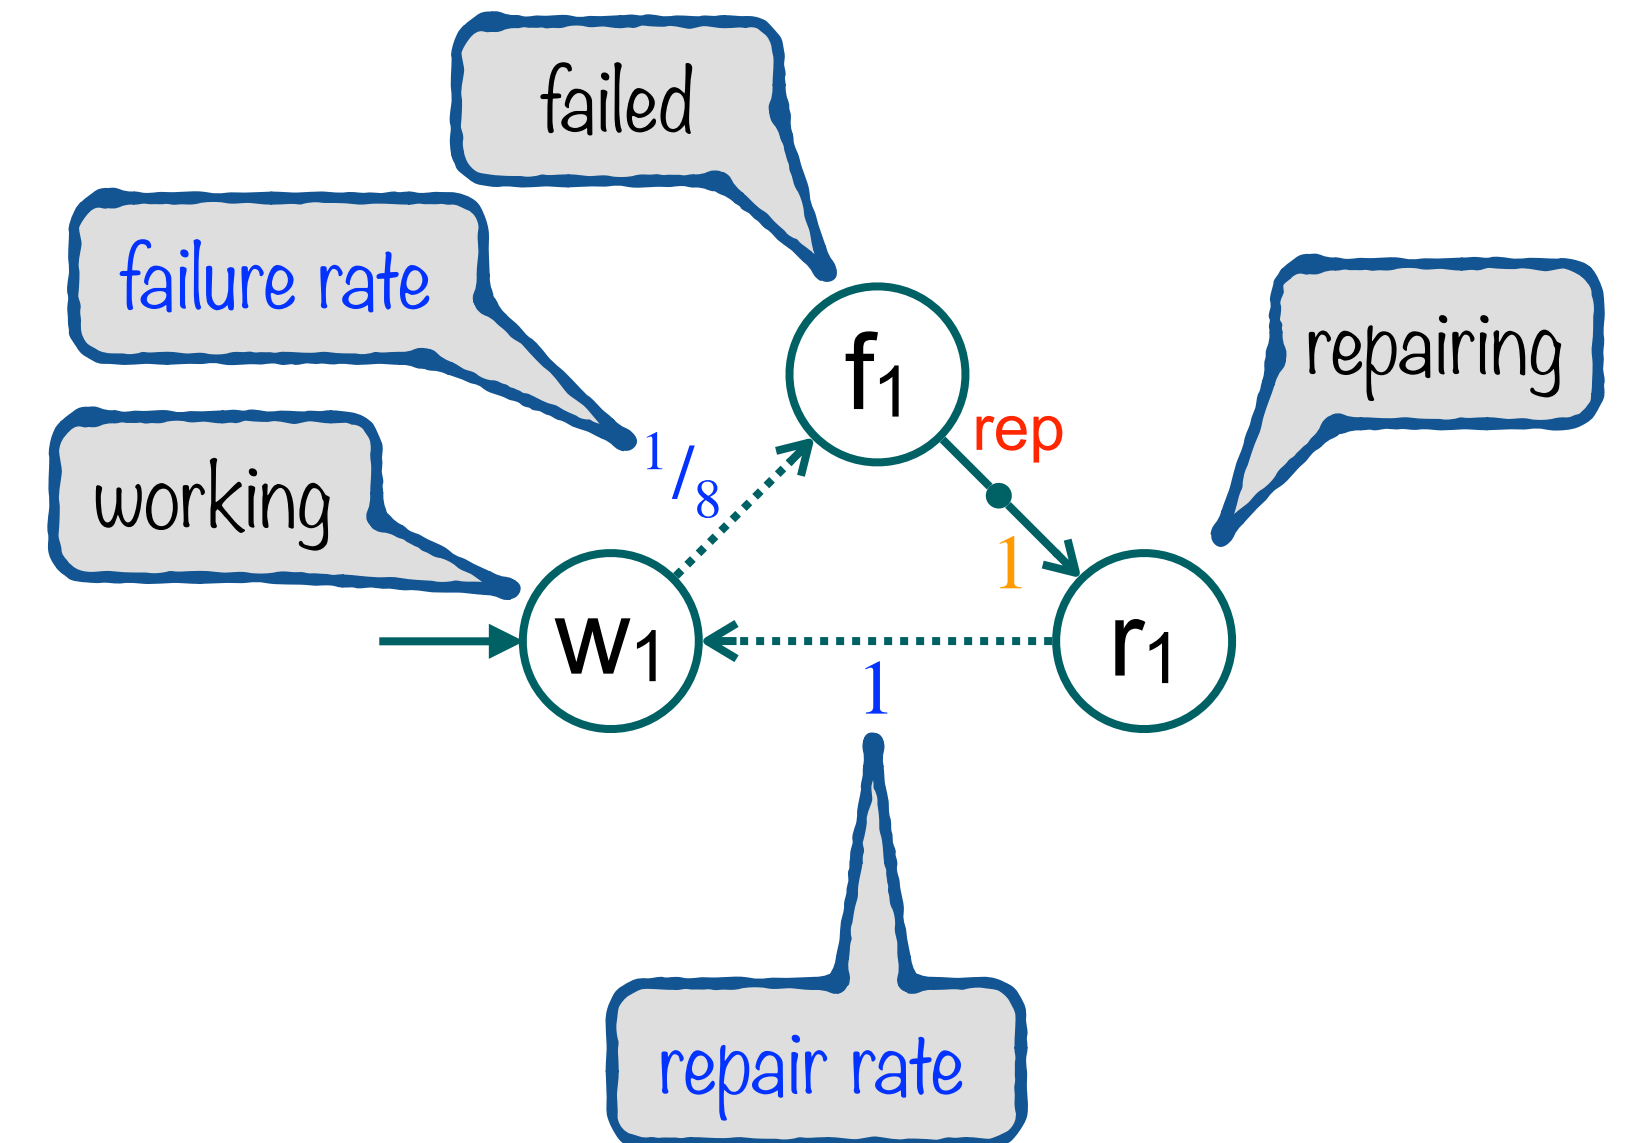 failed
failure rate
f₁
repairing
rep
¹/₈
working
1
w₁
r₁
1
repair rate